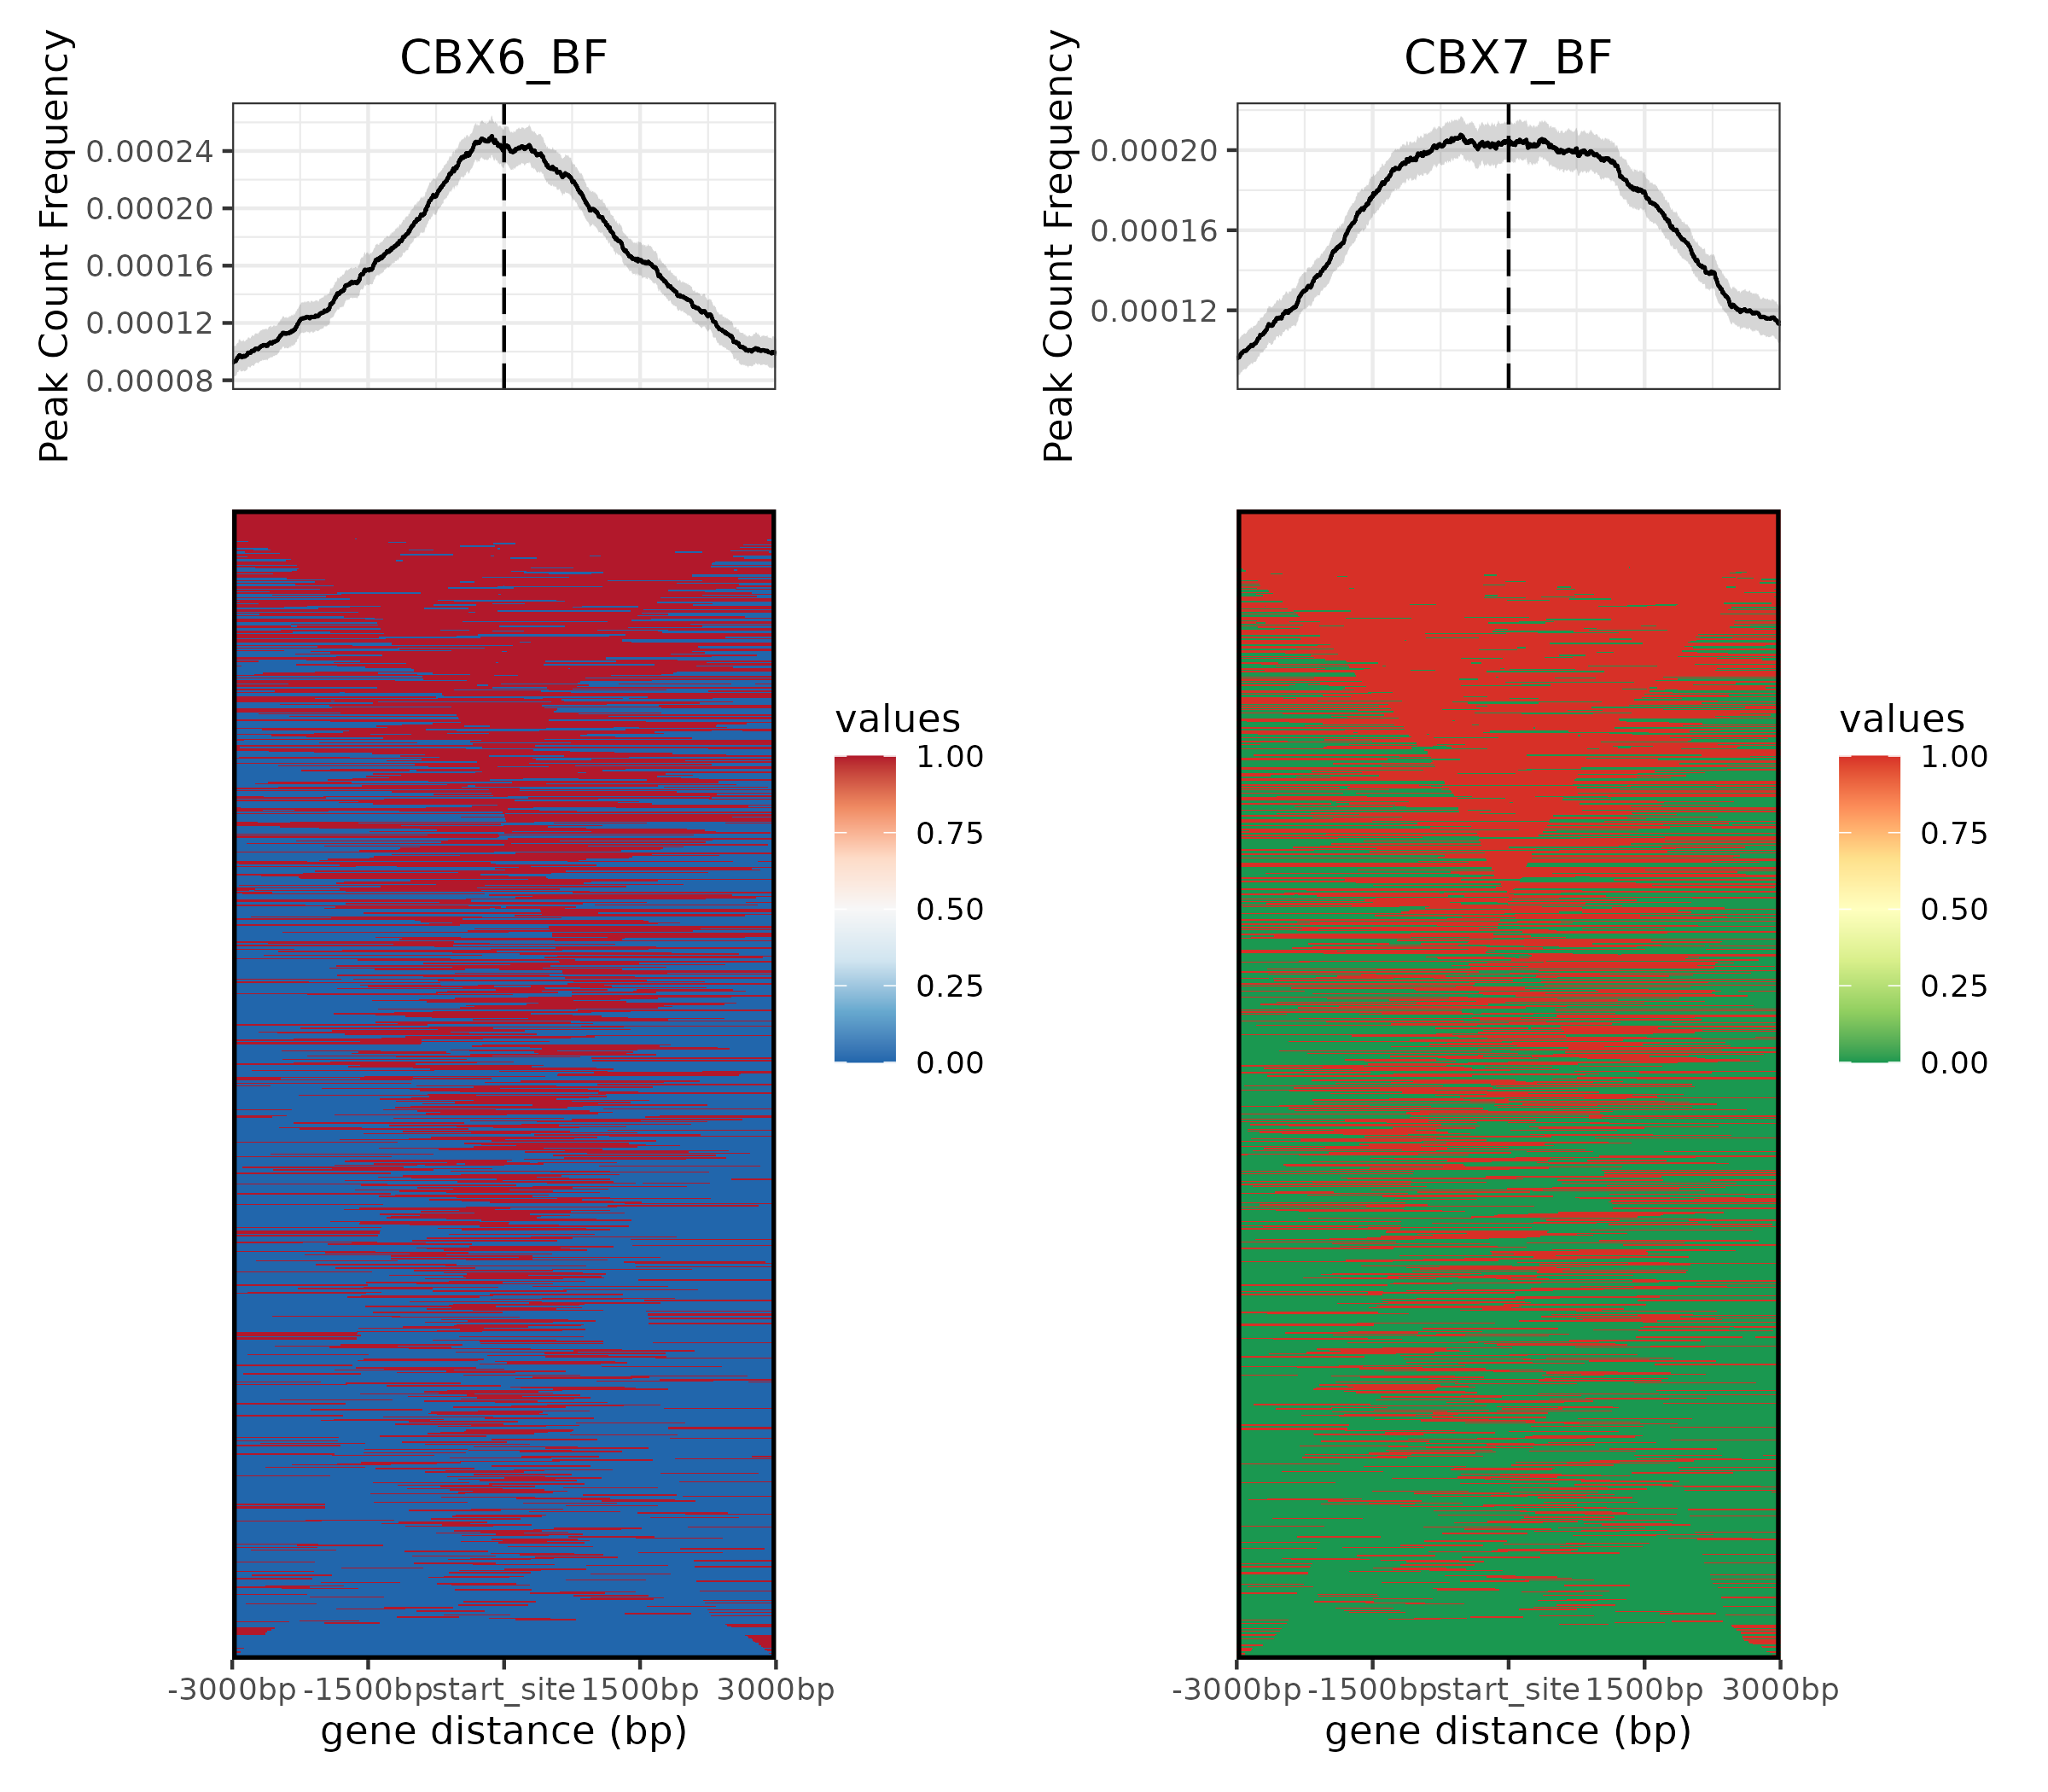 CBX6_BF
Peak Count Frequency
0.00024
0.00020
0.00016
0.00012
0.00008
values
1.00
0.75
0.50
0.25
0.00
-3000bp -1500bp start_site 1500bp 3000bp
gene distance (bp)
CBX7_BF
Peak Count Frequency
0.00020
0.00016
0.00012
values
1.00
0.75
0.50
0.25
0.00
-3000bp -1500bp start_site 1500bp 3000bp
gene distance (bp)